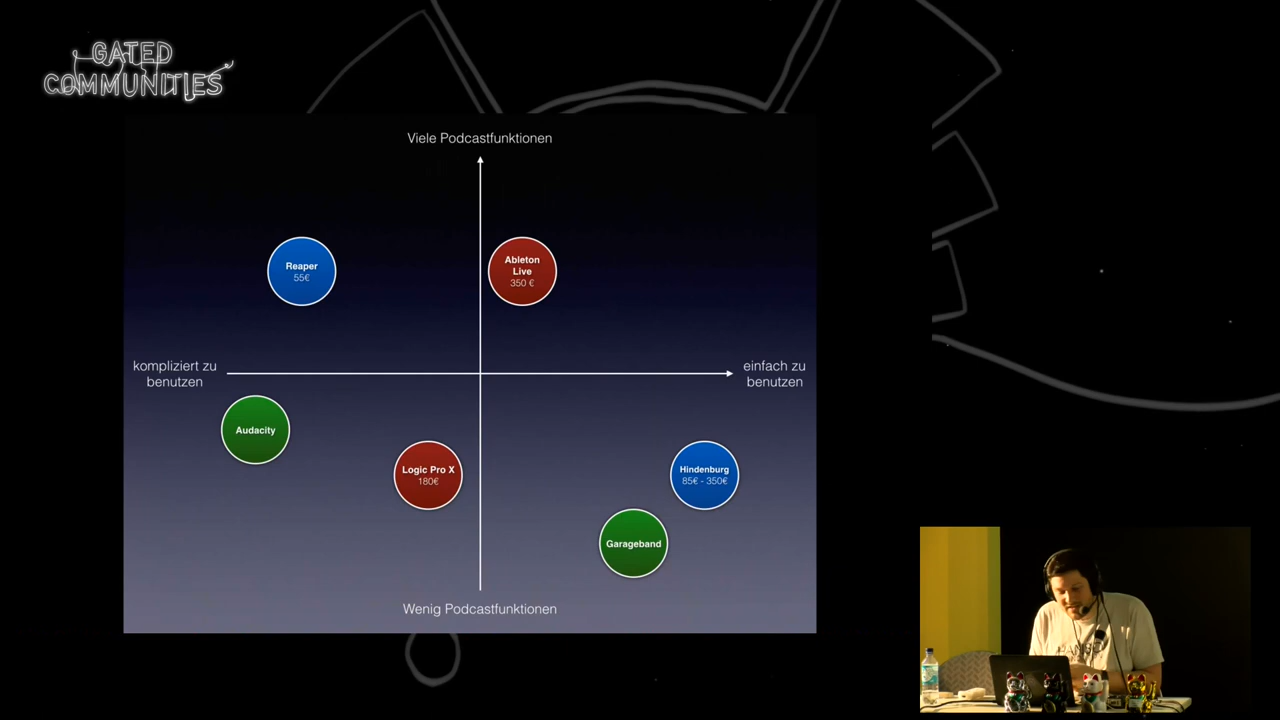 GATED
COMMUNITIES
Viele Podcastfunktionen
Reaper
55€
Ableton
Live
350 €
kompliziert zu
benutzen
einfach zu
benutzen
Audacity
Logic Pro X
180€
Hindenburg
85€ - 350€
Garageband
Wenig Podcastfunktionen